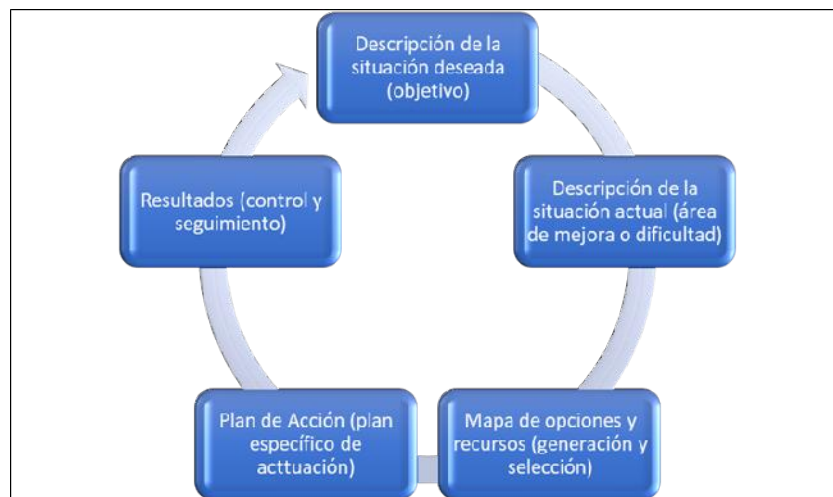 Descripción de la
situación deseada
(objetivo)
Descripción de la
situación actual (área
de mejora o dificultad)
Mapa de opciones y
recursos (generación y
selección)
Plan de Acción (plan
específico de
acttuación)
Resultados (control y
seguimiento)